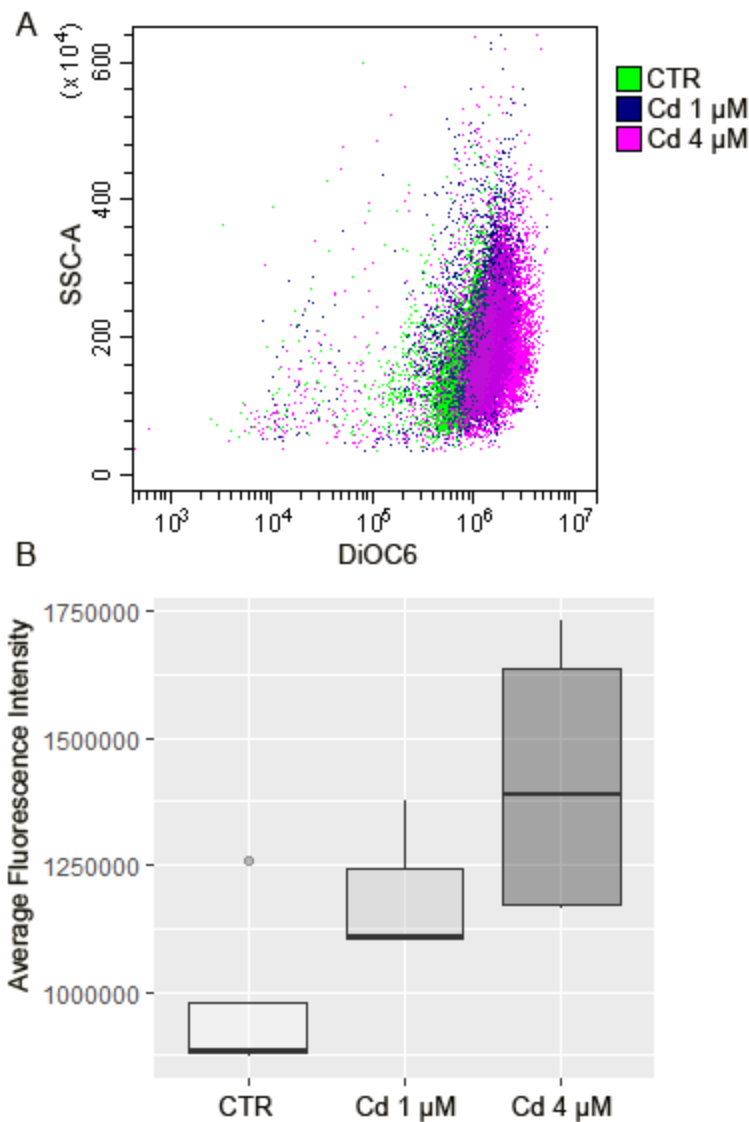 A
(x 10⁴)
600
400
200
0
SSC-A
10³
10⁴
10⁵
10⁶
10⁷
DiOC6
CTR
Cd 1 µM
Cd 4 µM
B
1750000
1500000
1250000
1000000
Average Fluorescence Intensity
CTR
Cd 1 µM
Cd 4 µM